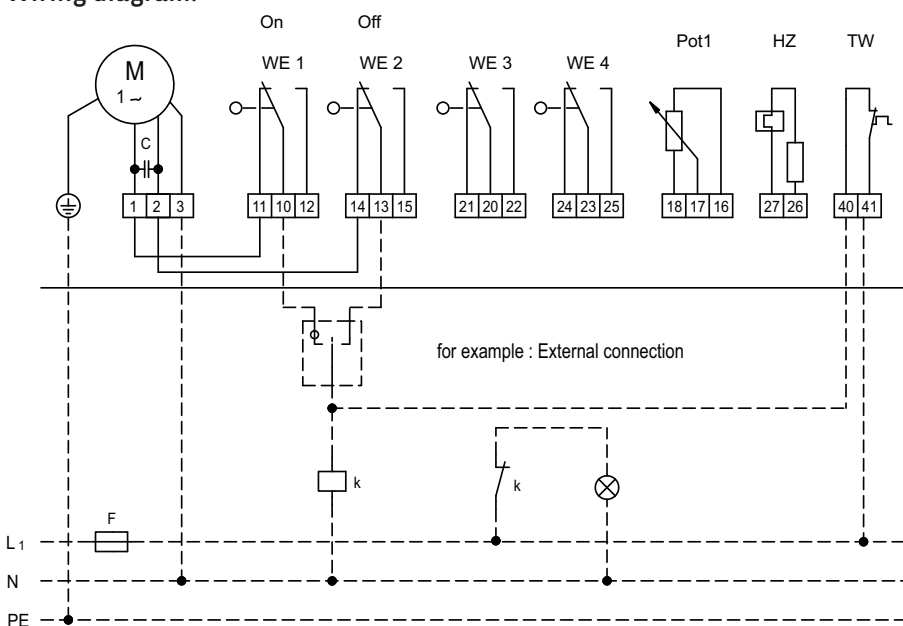 Wiring diagram:
On Off
WE 1 WE 2 WE 3 WE 4 Pot1 HZ TW
M
1 ~
C
1 2 3 11 10 12 14 13 15 21 20 22 24 23 25 18 17 16 27 26 40 41
for example : External connection
k k
F
L1
N
PE